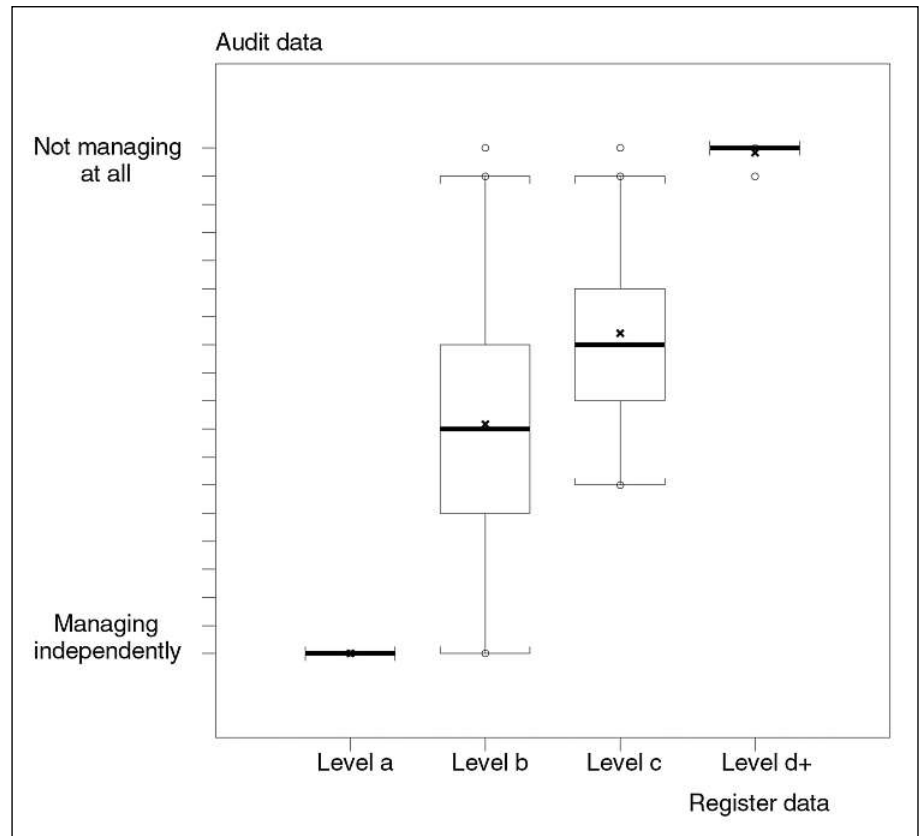 Audit data
Not managing
at all
Managing
independently
Level a
Level b
Level c
Level d+
Register data